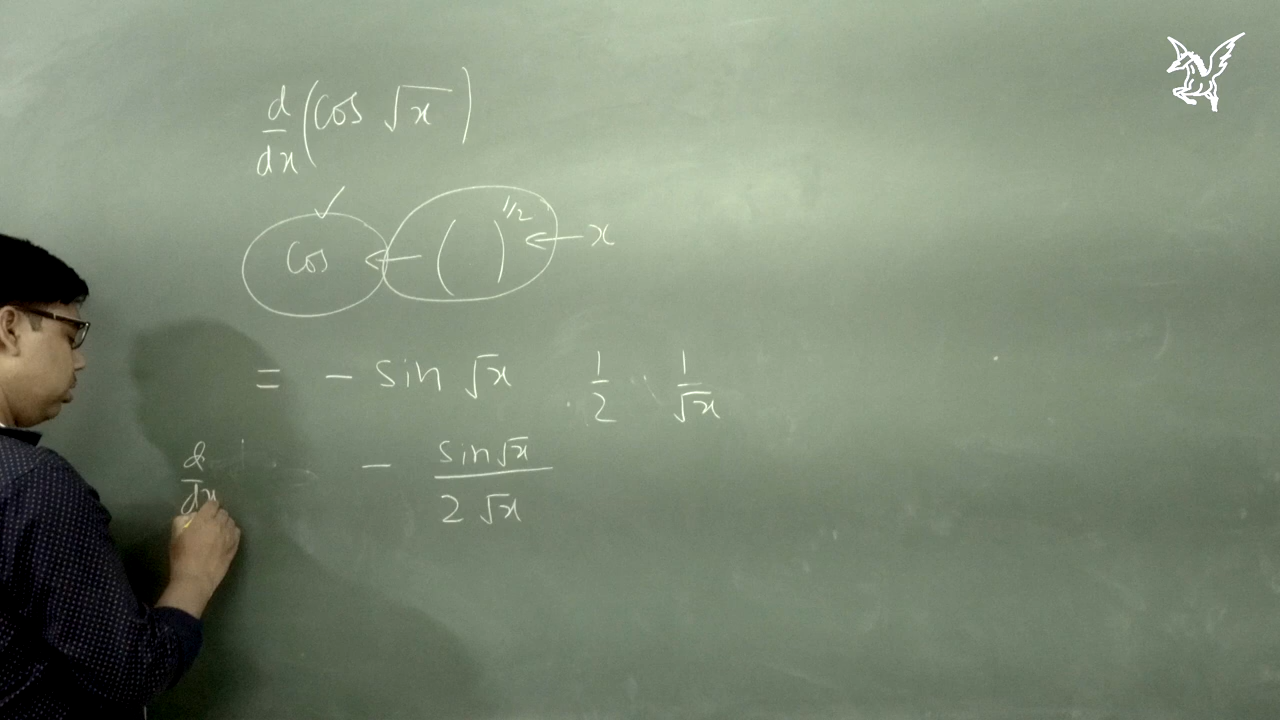 d/dx (cos √x)
cos ← ( )^1/2 ← x
= - sin √x . 1/2 . 1/√x
- sin√x / 2 √x
d/dx